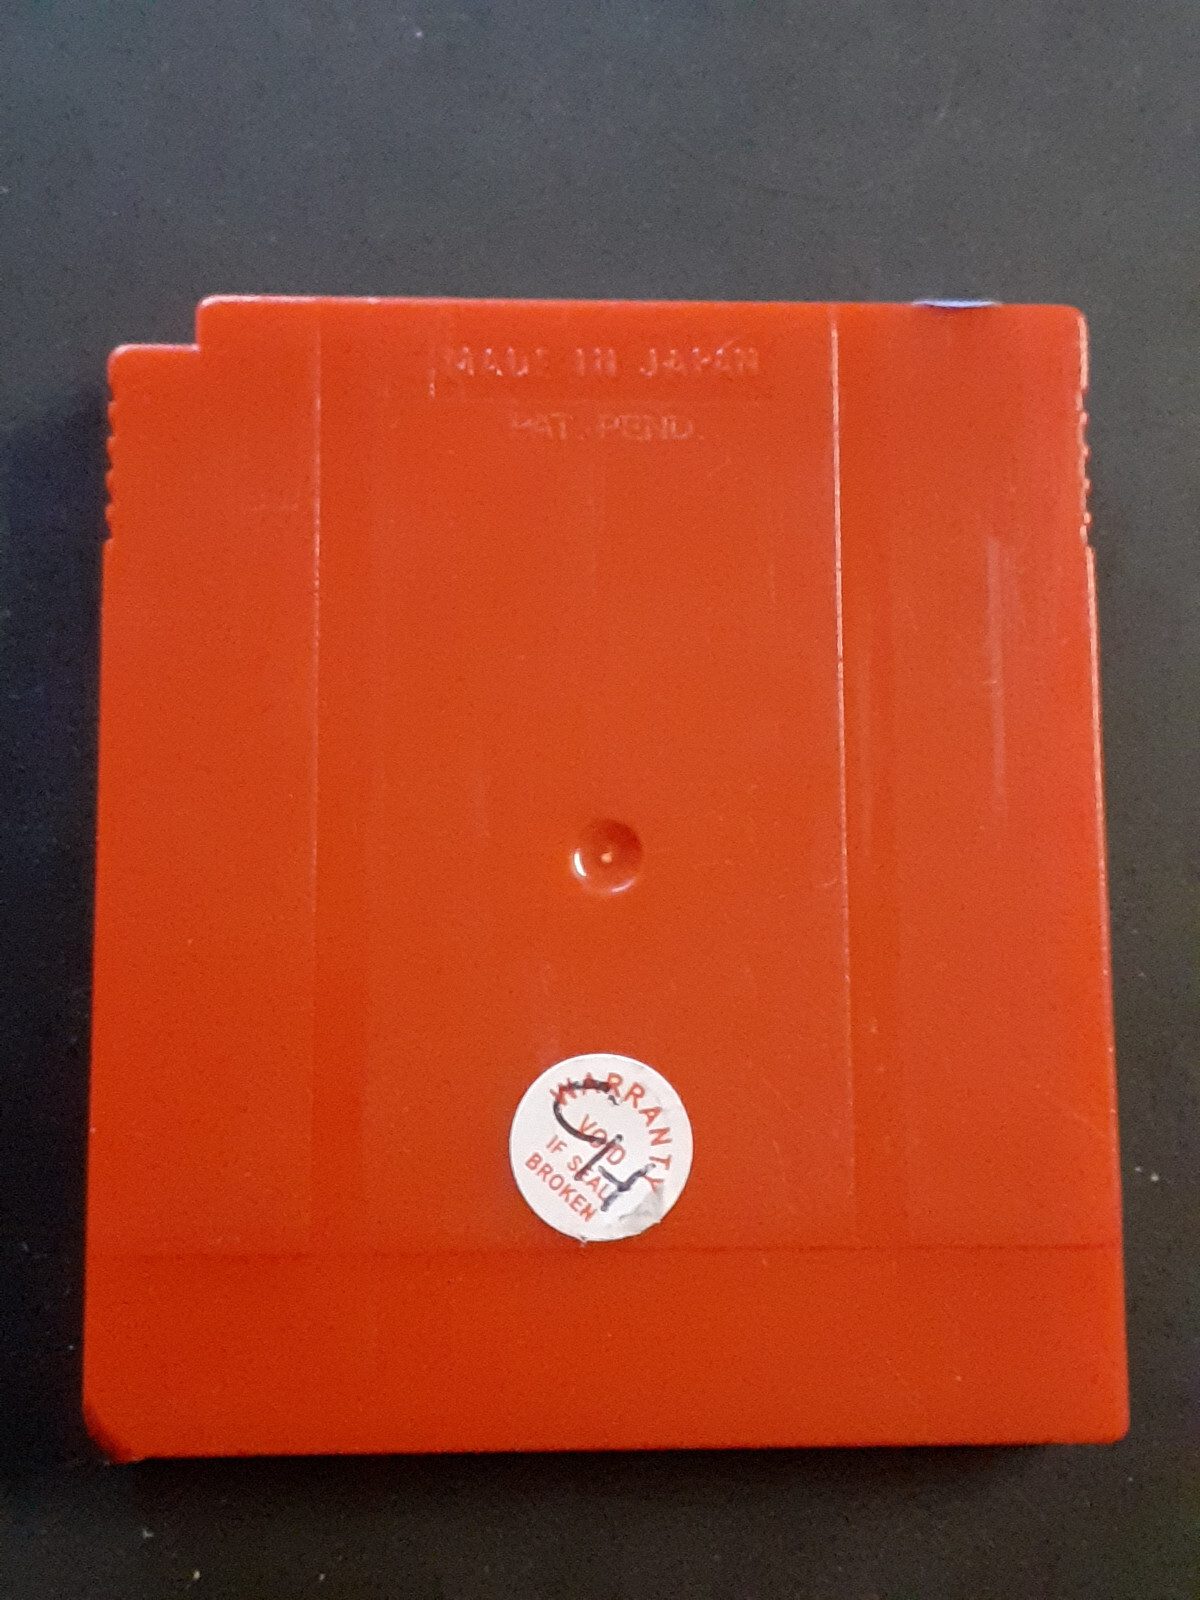 MADE IN JAPAN
PAT. PEND.
WARRANTY
VOID
IF SEAL
BROKEN